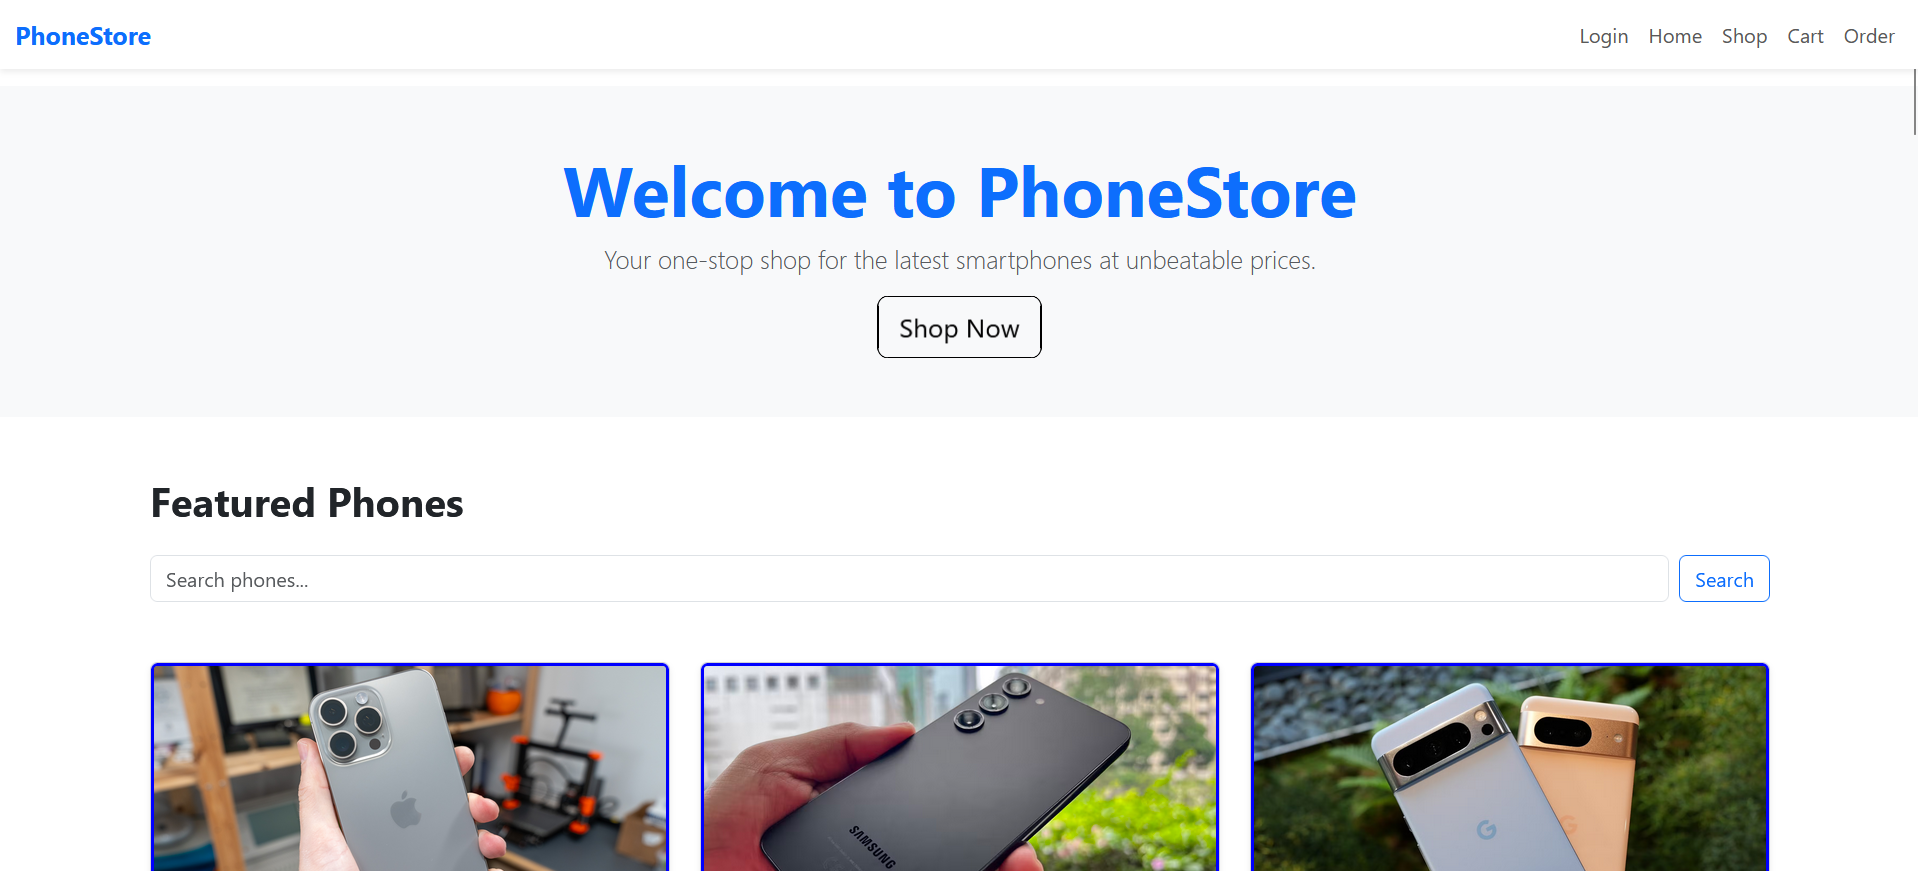 PhoneStore
Login Home Shop Cart Order
Welcome to PhoneStore
Your one-stop shop for the latest smartphones at unbeatable prices.
Shop Now
Featured Phones
Search phones...
Search
SAMSUNG
G
G